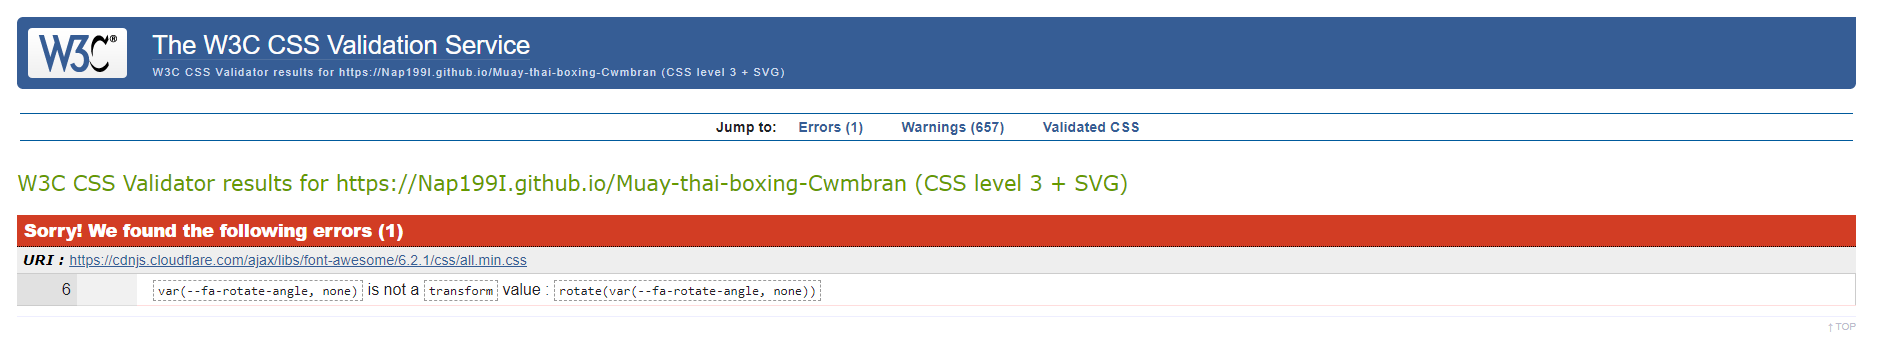 W3C®
The W3C CSS Validation Service
W3C CSS Validator results for https://Nap199I.github.io/Muay-thai-boxing-Cwmbran (CSS level 3 + SVG)
Jump to: Errors (1) Warnings (657) Validated CSS
W3C CSS Validator results for https://Nap199I.github.io/Muay-thai-boxing-Cwmbran (CSS level 3 + SVG)
Sorry! We found the following errors (1)
URI : https://cdnjs.cloudflare.com/ajax/libs/font-awesome/6.2.1/css/all.min.css
6 var(--fa-rotate-angle, none) is not a transform value : rotate(var(--fa-rotate-angle, none))
↑ TOP